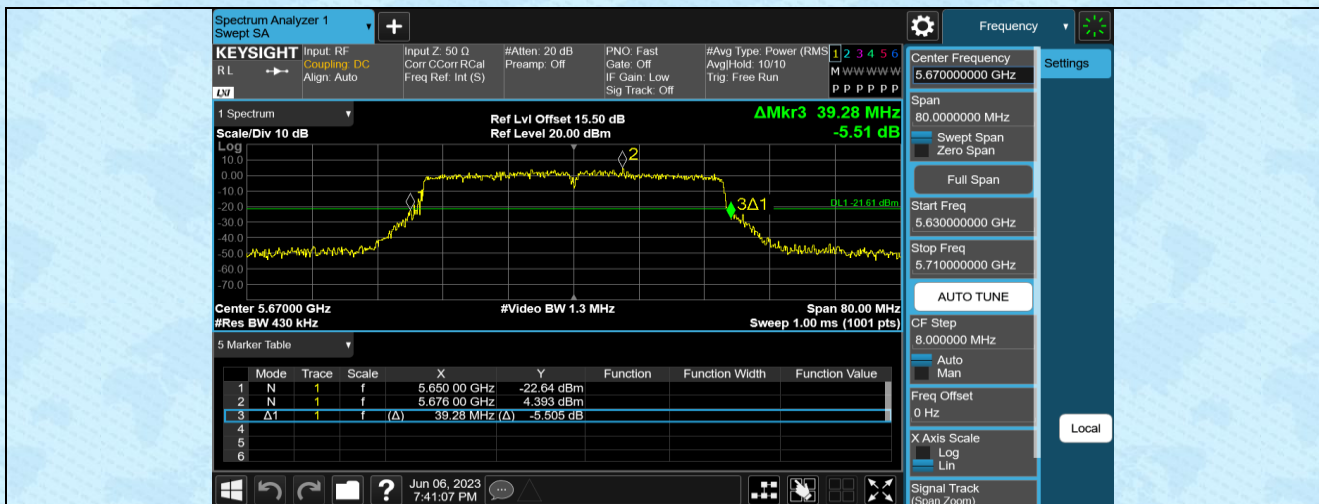 Spectrum Analyzer 1
Swept SA
Frequency
KEYSIGHT
Input: RF
Input Z: 50 Ω
#Atten: 20 dB
PNO: Fast
#Avg Type: Power (RMS
1 2 3 4 5 6
R L
Coupling: DC
Corr CCorr RCal
Preamp: Off
Gate: Off
Avg|Hold: 10/10
M W W W W W
Align: Auto
Freq Ref: Int (S)
IF Gain: Low
Trig: Free Run
LXI
Sig Track: Off
P P P P P P
1 Spectrum
Ref Lvl Offset 15.50 dB
ΔMkr3 39.28 MHz
Scale/Div 10 dB
Ref Level 20.00 dBm
-5.51 dB
Log
10.0
0.00
-10.0
-20.0
-30.0
-40.0
-50.0
-60.0
-70.0
1
2
3Δ1
DL1 -21.61 dBm
Center 5.67000 GHz
#Video BW 1.3 MHz
Span 80.00 MHz
#Res BW 430 kHz
Sweep 1.00 ms (1001 pts)
5 Marker Table
Mode Trace Scale X Y Function Function Width Function Value
1 N 1 f 5.650 00 GHz -22.64 dBm
2 N 1 f 5.676 00 GHz 4.393 dBm
3 Δ1 1 f (Δ) 39.28 MHz (Δ) -5.505 dB
4
5
6
?
Jun 06, 2023
7:41:07 PM
Center Frequency
5.670000000 GHz
Span
80.0000000 MHz
Swept Span
Zero Span
Full Span
Start Freq
5.630000000 GHz
Stop Freq
5.710000000 GHz
AUTO TUNE
CF Step
8.000000 MHz
Auto
Man
Freq Offset
0 Hz
X Axis Scale
Log
Lin
Signal Track
(Span Zoom)
Settings
Local